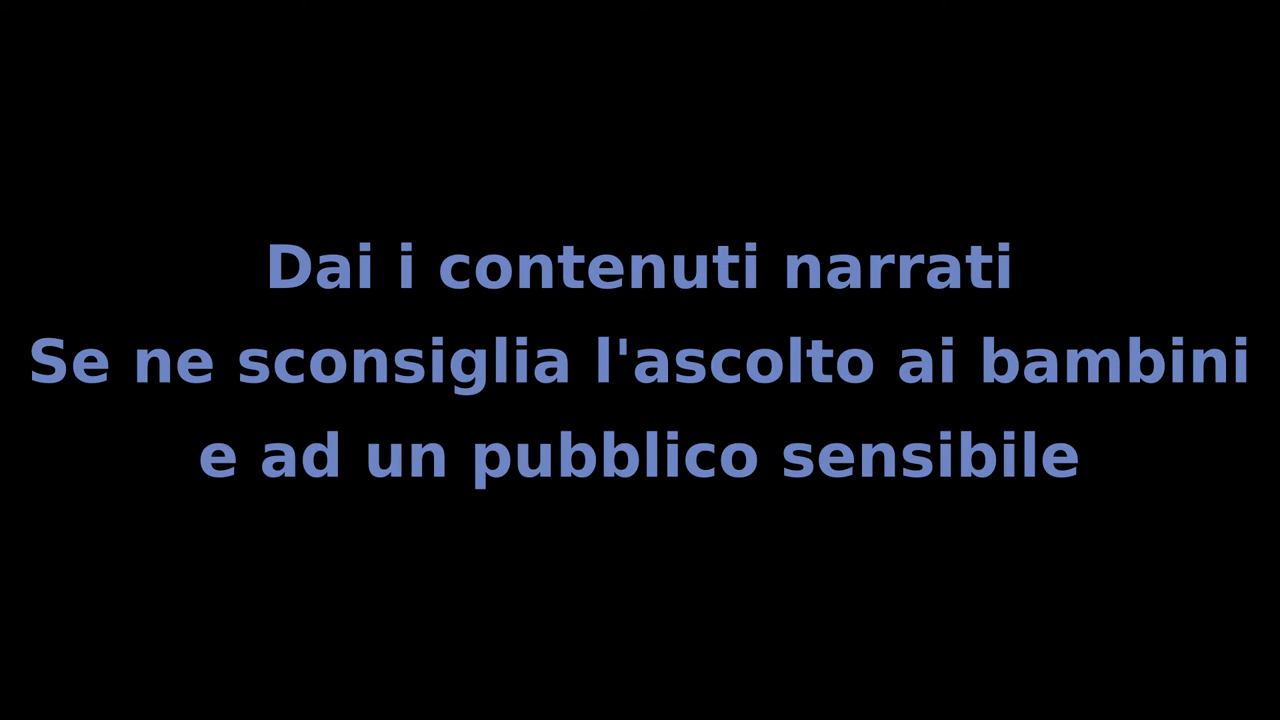 Dai i contenuti narrati
Se ne sconsiglia l'ascolto ai bambini
e ad un pubblico sensibile